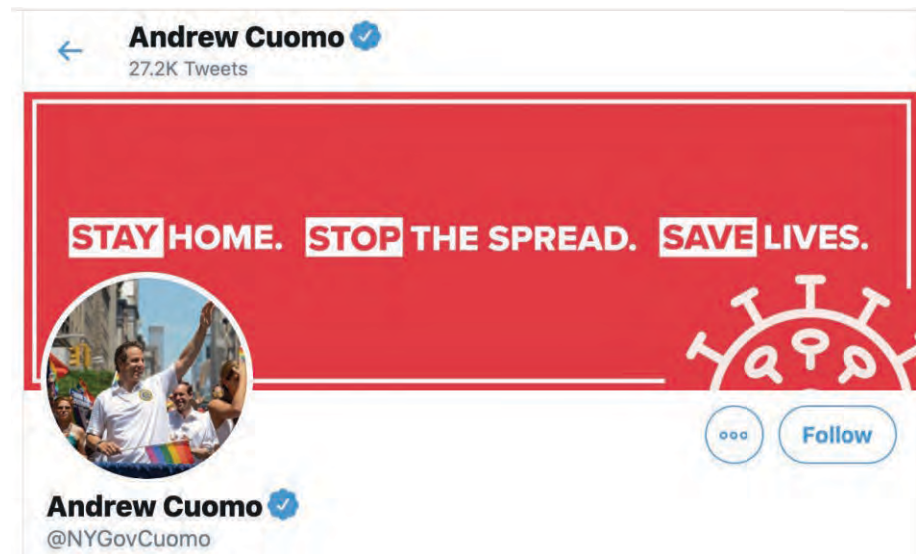 Andrew Cuomo
27.2K Tweets
STAY HOME. STOP THE SPREAD. SAVE LIVES.
Follow
Andrew Cuomo
@NYGovCuomo